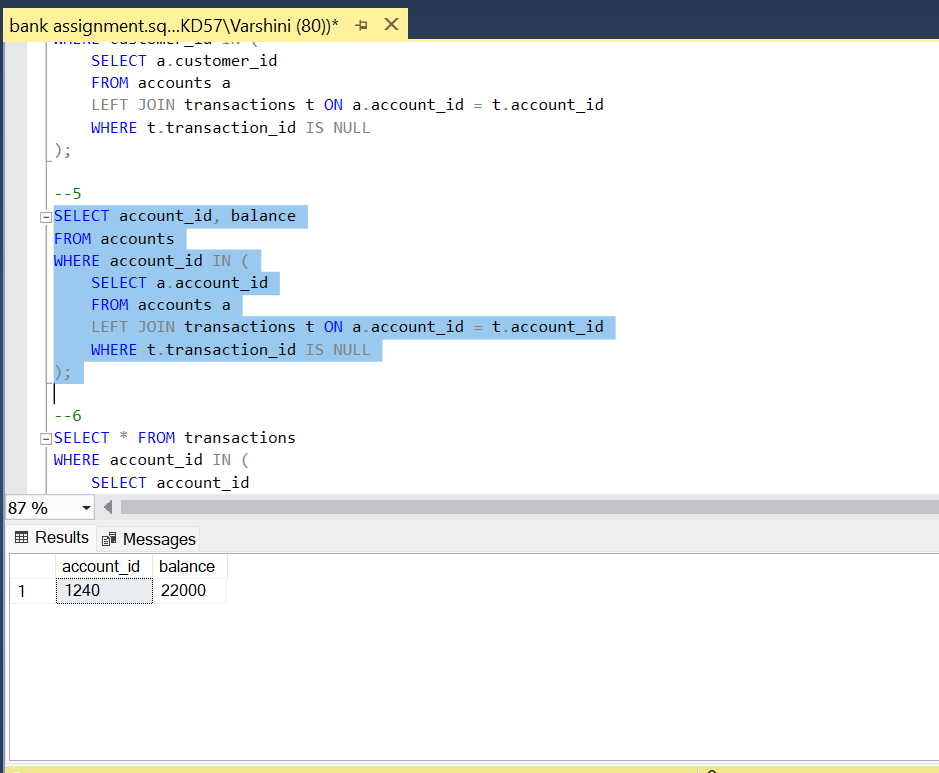 bank assignment.sq...KD57\Varshini (80))*
WHERE customer_id IN (
SELECT a.customer_id
FROM accounts a
LEFT JOIN transactions t ON a.account_id = t.account_id
WHERE t.transaction_id IS NULL
);
--5
SELECT account_id, balance
FROM accounts
WHERE account_id IN (
SELECT a.account_id
FROM accounts a
LEFT JOIN transactions t ON a.account_id = t.account_id
WHERE t.transaction_id IS NULL
);
--6
SELECT * FROM transactions
WHERE account_id IN (
SELECT account_id
87 %
Results Messages
account_id balance
1 1240 22000